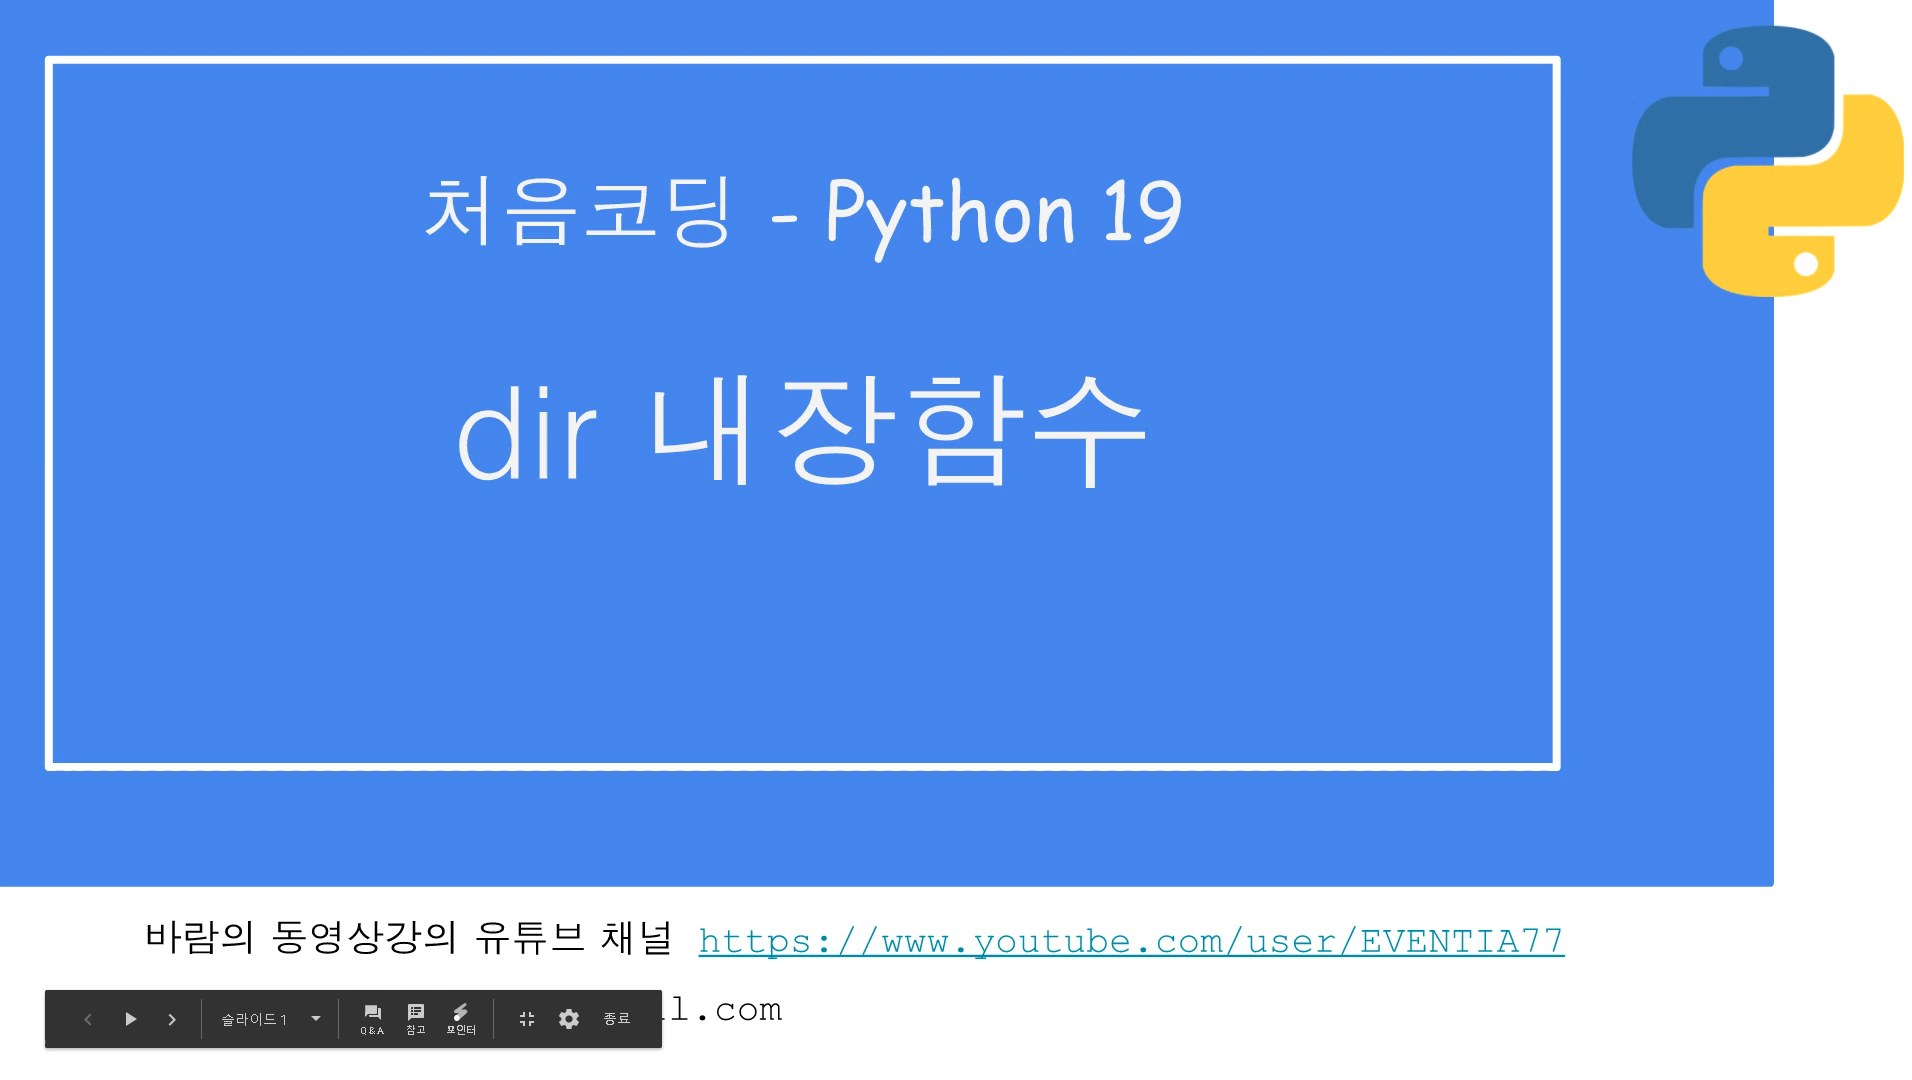 처음코딩 - Python 19
dir 내장함수
바람의 동영상강의 유튜브 채널 https://www.youtube.com/user/EVENTIA77
l.com
슬라이드 1
Q&A 참고 포인터
종료